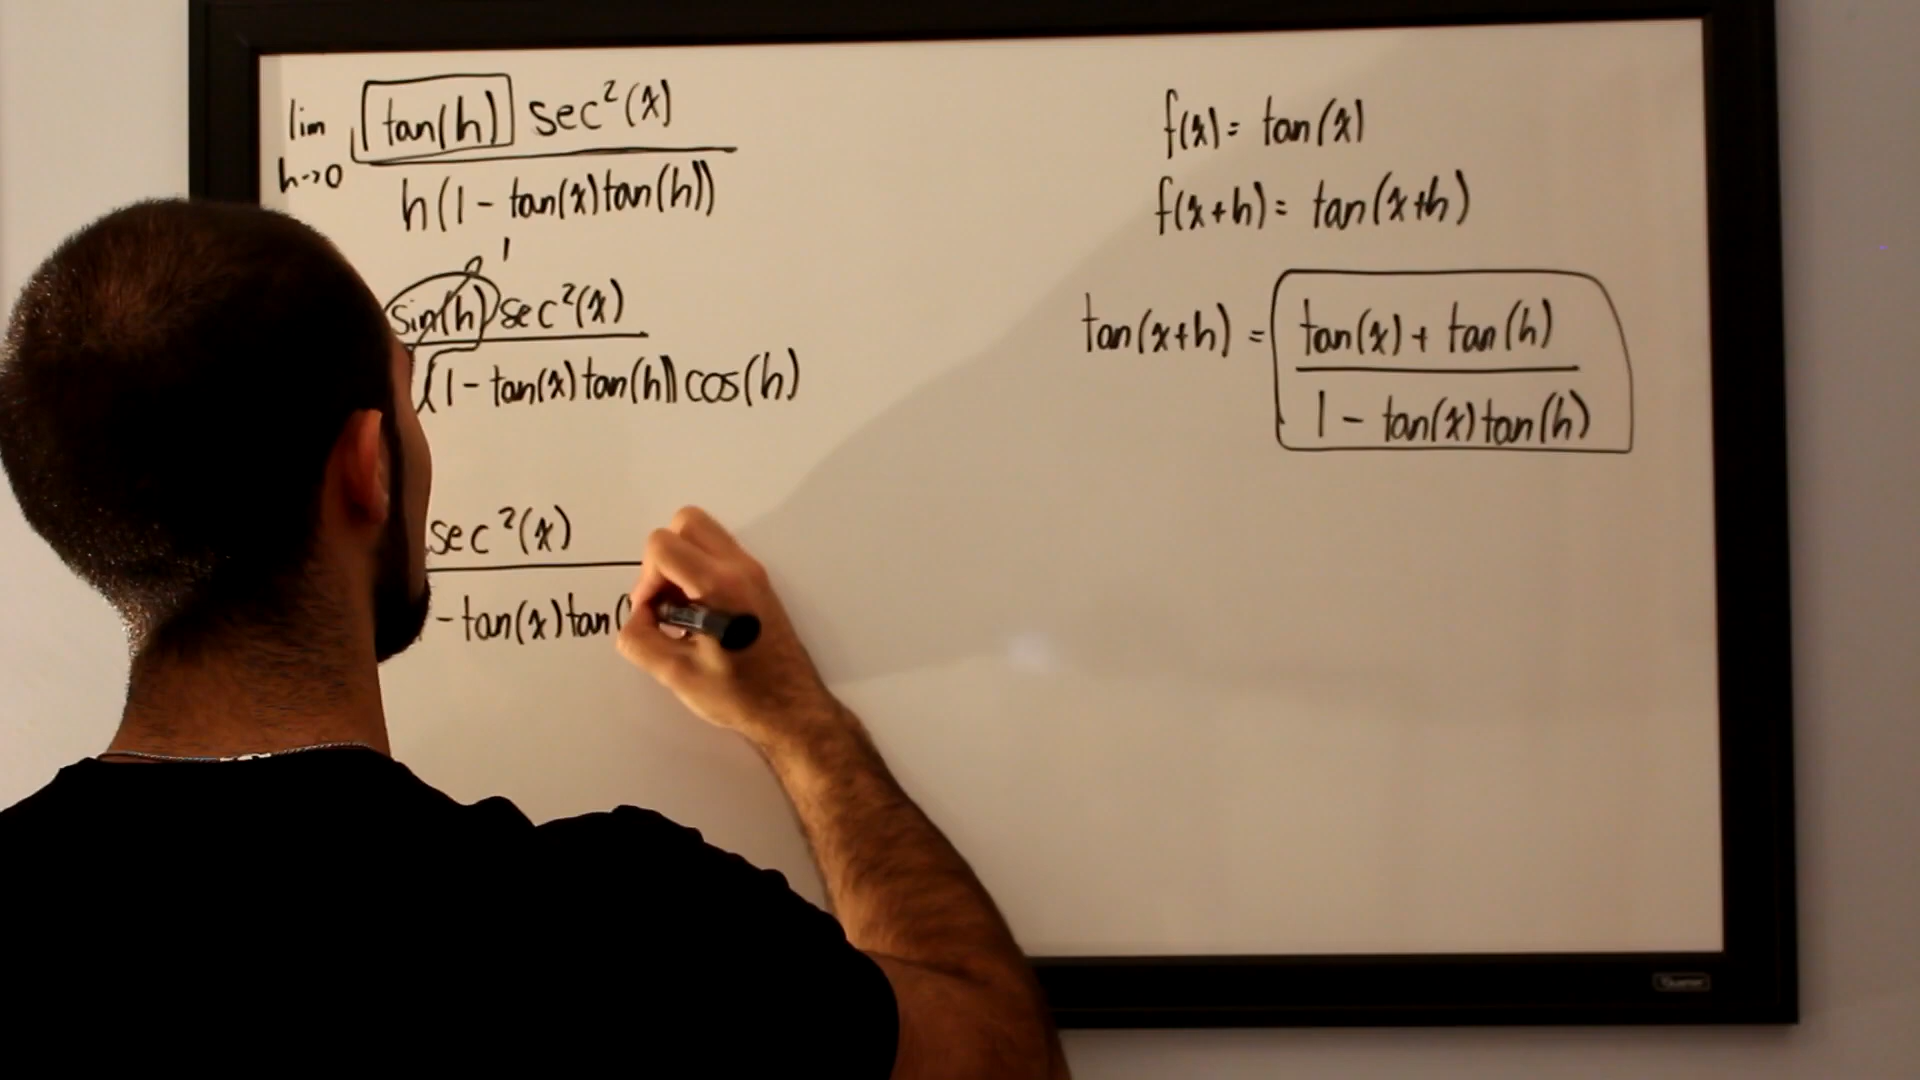 lim tan(h) sec²(x)
h→0 h(1 - tan(x)tan(h))
1
sin(h) sec²(x)
(1 - tan(x)tan(h)) cos(h)
sec²(x)
- tan(x)tan(
f(x) = tan(x)
f(x+h) = tan(x+h)
tan(x+h) = tan(x) + tan(h)
1 - tan(x)tan(h)